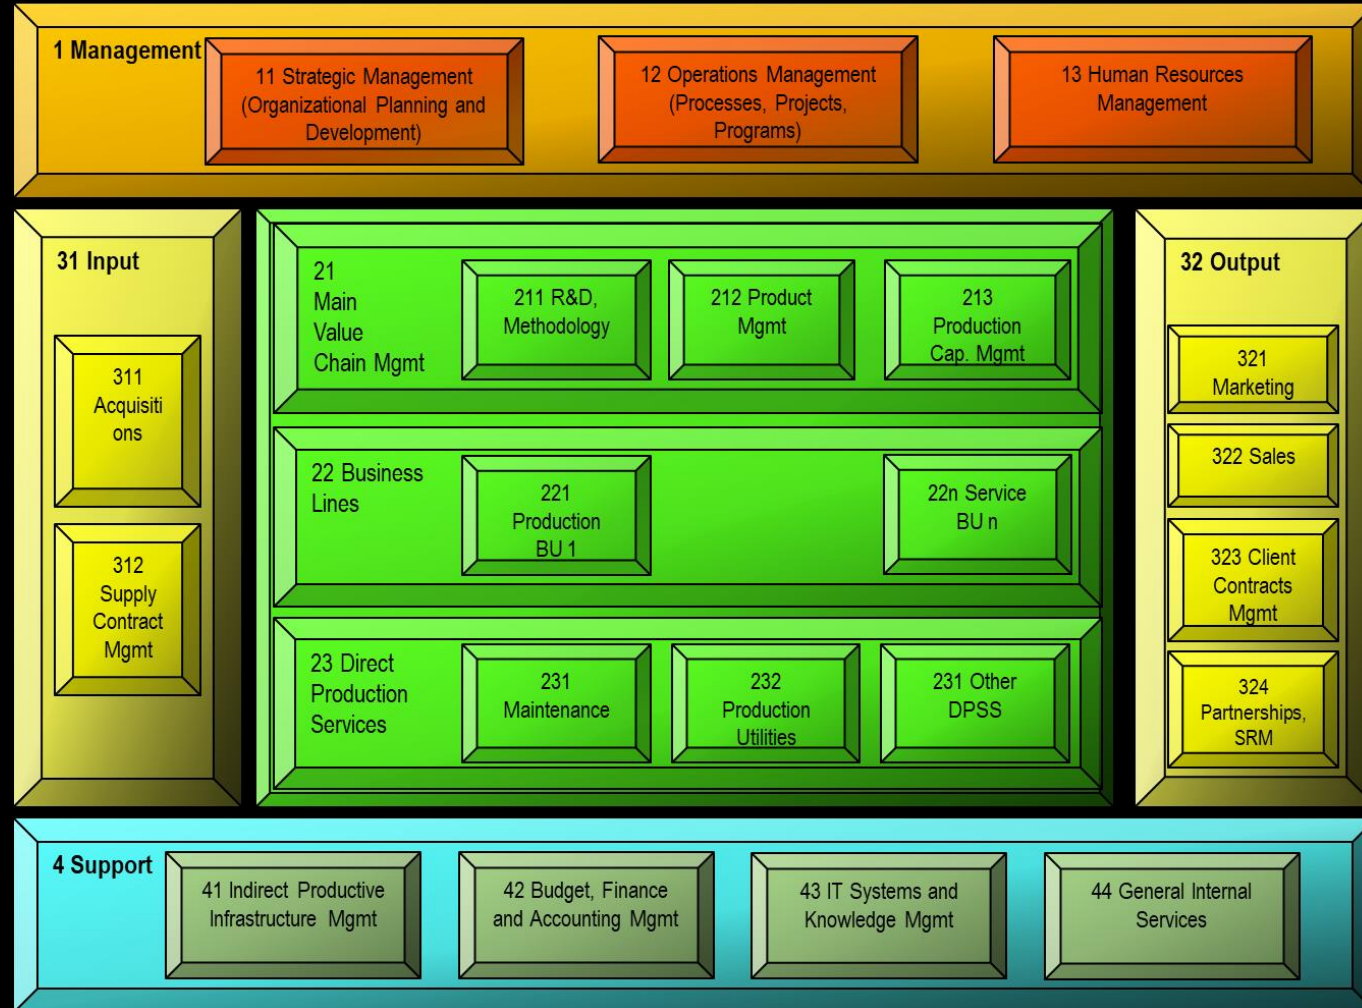 1 Management
11 Strategic Management
(Organizational Planning and
Development)
12 Operations Management
(Processes, Projects,
Programs)
13 Human Resources
Management
31 Input
311
Acquisiti
ons
312
Supply
Contract
Mgmt
21
Main
Value
Chain Mgmt
211 R&D,
Methodology
212 Product
Mgmt
213
Production
Cap. Mgmt
22 Business
Lines
221
Production
BU 1
22n Service
BU n
23 Direct
Production
Services
231
Maintenance
232
Production
Utilities
231 Other
DPSS
32 Output
321
Marketing
322 Sales
323 Client
Contracts
Mgmt
324
Partnerships,
SRM
4 Support
41 Indirect Productive
Infrastructure Mgmt
42 Budget, Finance
and Accounting Mgmt
43 IT Systems and
Knowledge Mgmt
44 General Internal
Services